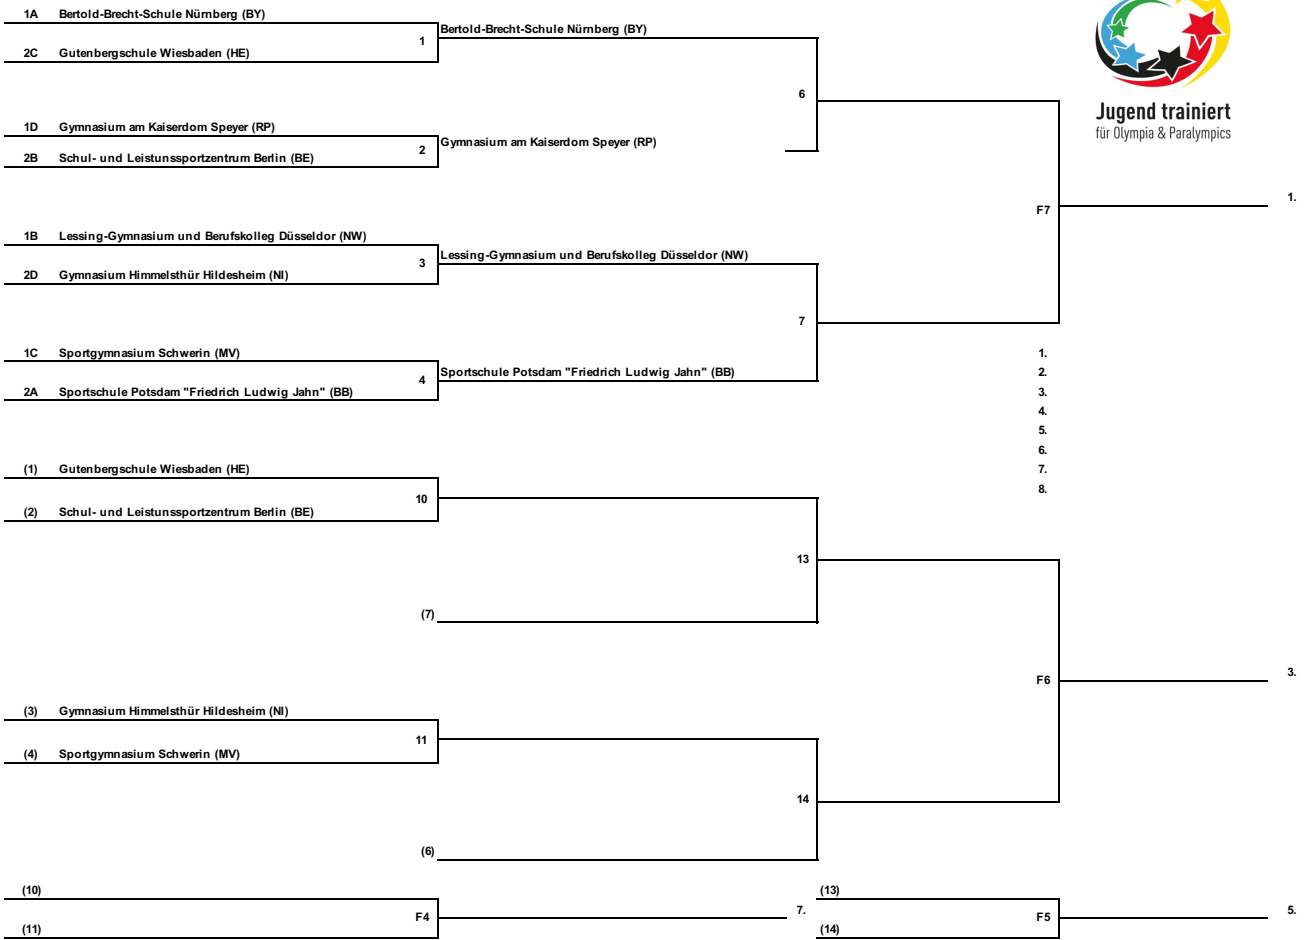 1A Bertold-Brecht-Schule Nürnberg (BY)
Bertold-Brecht-Schule Nürnberg (BY)
1
2C Gutenbergschule Wiesbaden (HE)
6
Jugend trainiert
für Olympia & Paralympics
1D Gymnasium am Kaiserdom Speyer (RP)
Gymnasium am Kaiserdom Speyer (RP)
2
2B Schul- und Leistunssportzentrum Berlin (BE)
1.
F7
1B Lessing-Gymnasium und Berufskolleg Düsseldor (NW)
Lessing-Gymnasium und Berufskolleg Düsseldor (NW)
3
2D Gymnasium Himmelsthür Hildesheim (NI)
7
1C Sportgymnasium Schwerin (MV)
1.
Sportschule Potsdam "Friedrich Ludwig Jahn" (BB)
2.
4
3.
2A Sportschule Potsdam "Friedrich Ludwig Jahn" (BB)
4.
5.
6.
(1) Gutenbergschule Wiesbaden (HE)
7.
8.
10
(2) Schul- und Leistunssportzentrum Berlin (BE)
13
(7)
3.
F6
(3) Gymnasium Himmelsthür Hildesheim (NI)
11
(4) Sportgymnasium Schwerin (MV)
14
(6)
(10)
(13)
F4
7.
F5
5.
(11)
(14)